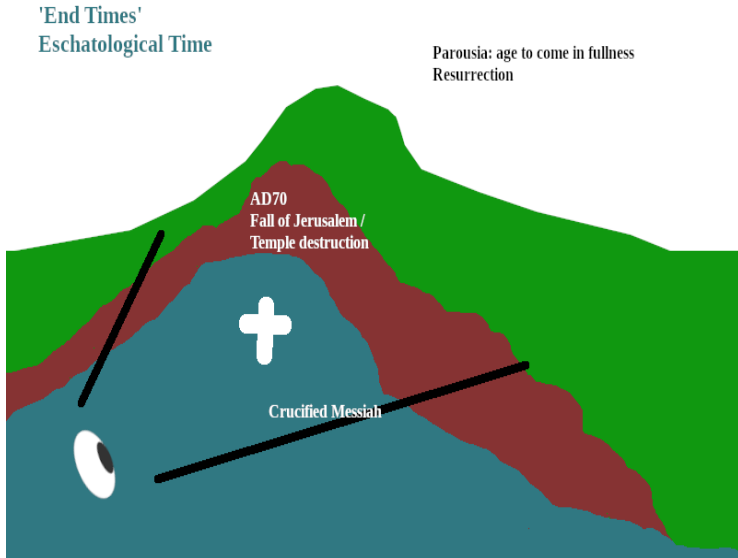 'End Times'
Eschatological Time
Parousia: age to come in fullness
Resurrection
AD70
Fall of Jerusalem /
Temple destruction
Crucified Messiah